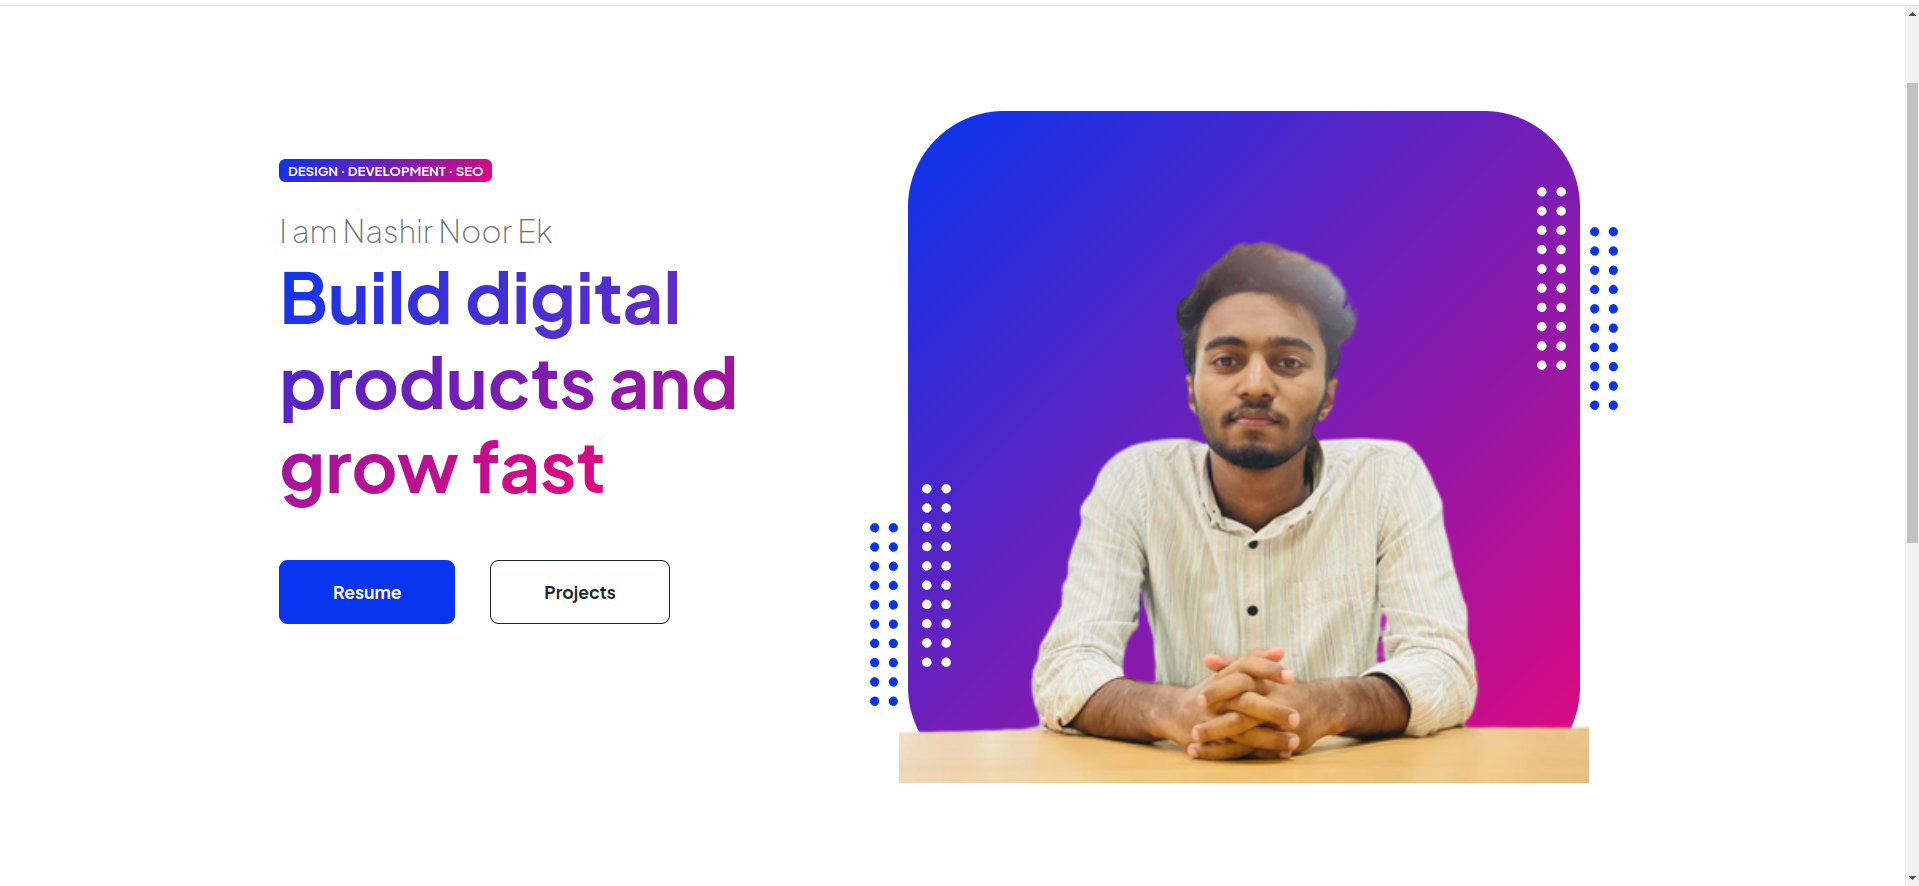 DESIGN · DEVELOPMENT · SEO
I am Nashir Noor Ek
Build digital
products and
grow fast
Resume
Projects